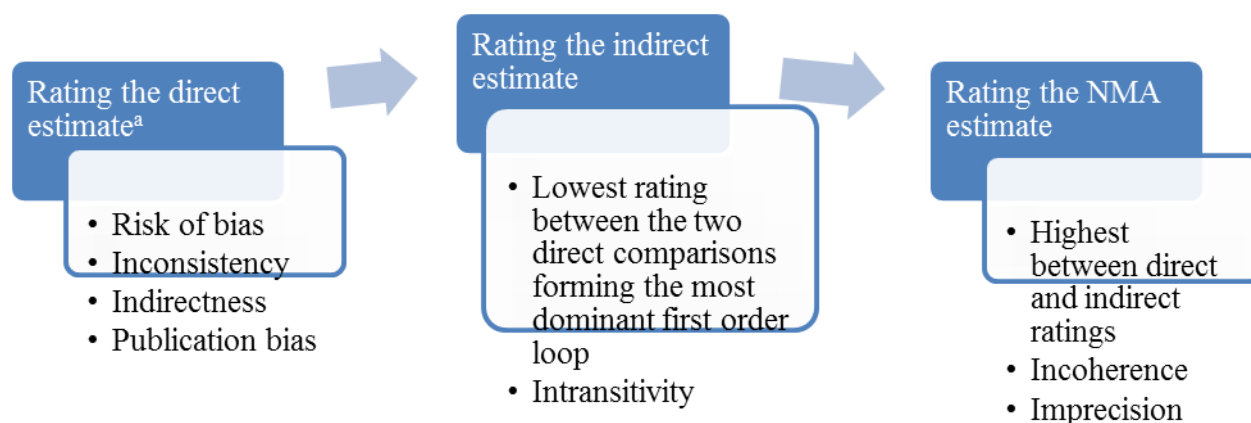 Rating the direct
estimateᵃ
• Risk of bias
• Inconsistency
• Indirectness
• Publication bias
Rating the indirect
estimate
• Lowest rating
between the two
direct comparisons
forming the most
dominant first order
loop
• Intransitivity
Rating the NMA
estimate
• Highest
between direct
and indirect
ratings
• Incoherence
• Imprecision